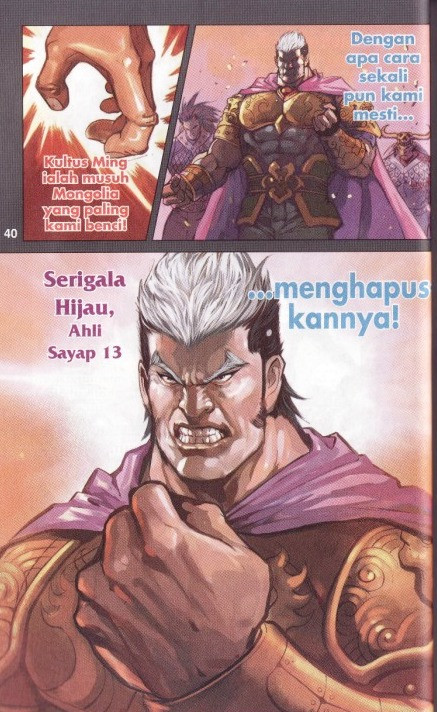 Kultus Ming
ialah musuh
Mongolia
yang paling
kami benci!
Dengan
apa cara
sekali
pun kami
mesti...
40
Serigala
Hijau,
Ahli
Sayap 13
...menghapus
kannya!